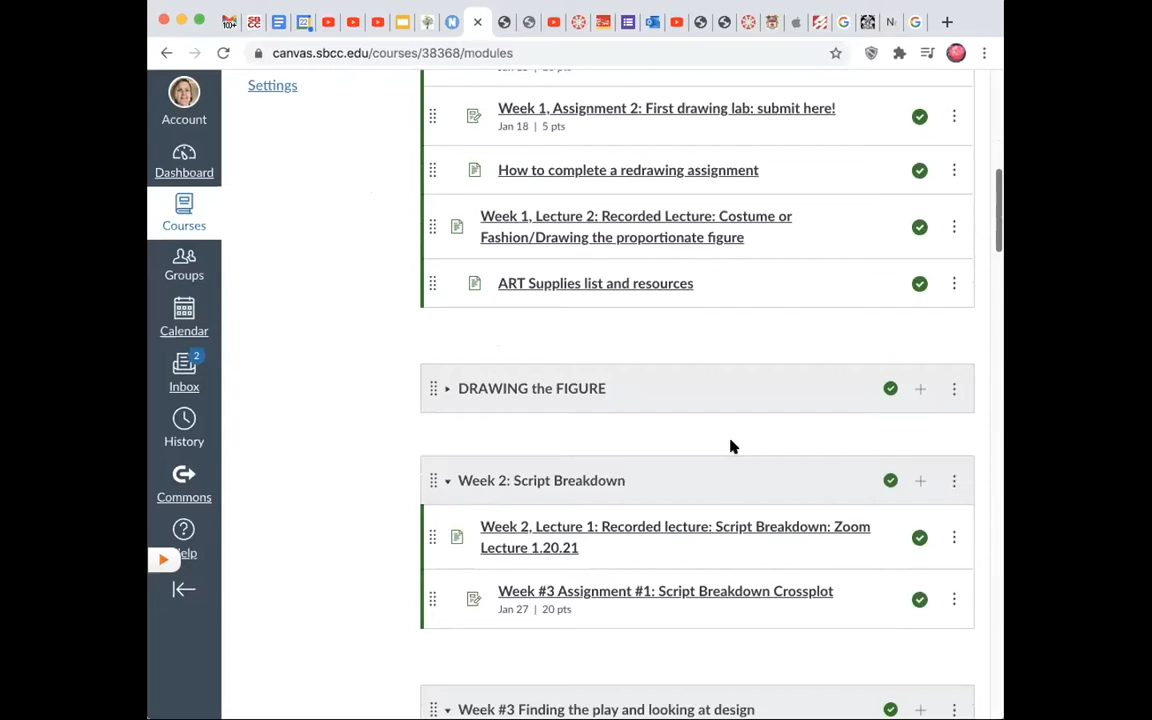 canvas.sbcc.edu/courses/38368/modules
Account
Dashboard
Courses
Groups
Calendar
2
Inbox
History
Commons
elp
Settings
Week 1, Assignment 2: First drawing lab: submit here!
Jan 18 | 5 pts
How to complete a redrawing assignment
Week 1, Lecture 2: Recorded Lecture: Costume or
Fashion/Drawing the proportionate figure
ART Supplies list and resources
DRAWING the FIGURE
Week 2: Script Breakdown
Week 2, Lecture 1: Recorded lecture: Script Breakdown: Zoom
Lecture 1.20.21
Week #3 Assignment #1: Script Breakdown Crossplot
Jan 27 | 20 pts
Week #3 Finding the play and looking at design